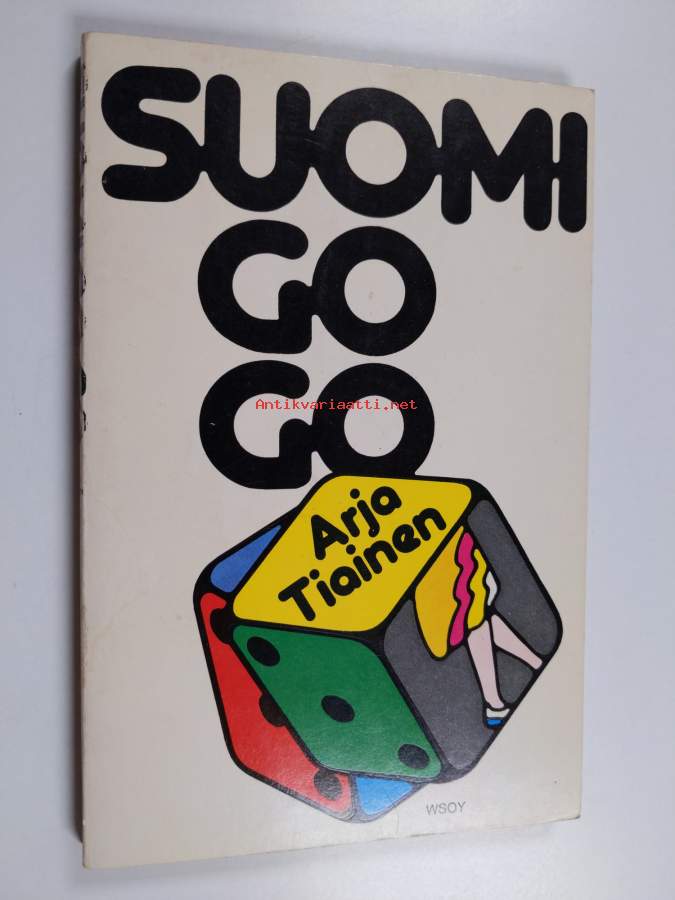 SUOMI
GO
Antikvariaatti.net
GO
Arja
Tiainen
WSOY